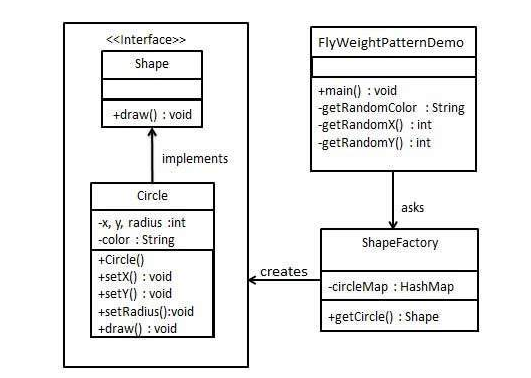 <<Interface>>
Shape
+draw() : void
implements
Circle
-x, y, radius :int
-color : String
+Circle()
+setX() : void
+setY() : void
+setRadius():void
+draw() : void
FlyWeightPatternDemo
+main() : void
-getRandomColor : String
-getRandomX() : int
-getRandomY() : int
asks
ShapeFactory
-circleMap : HashMap
+getCircle() : Shape
creates